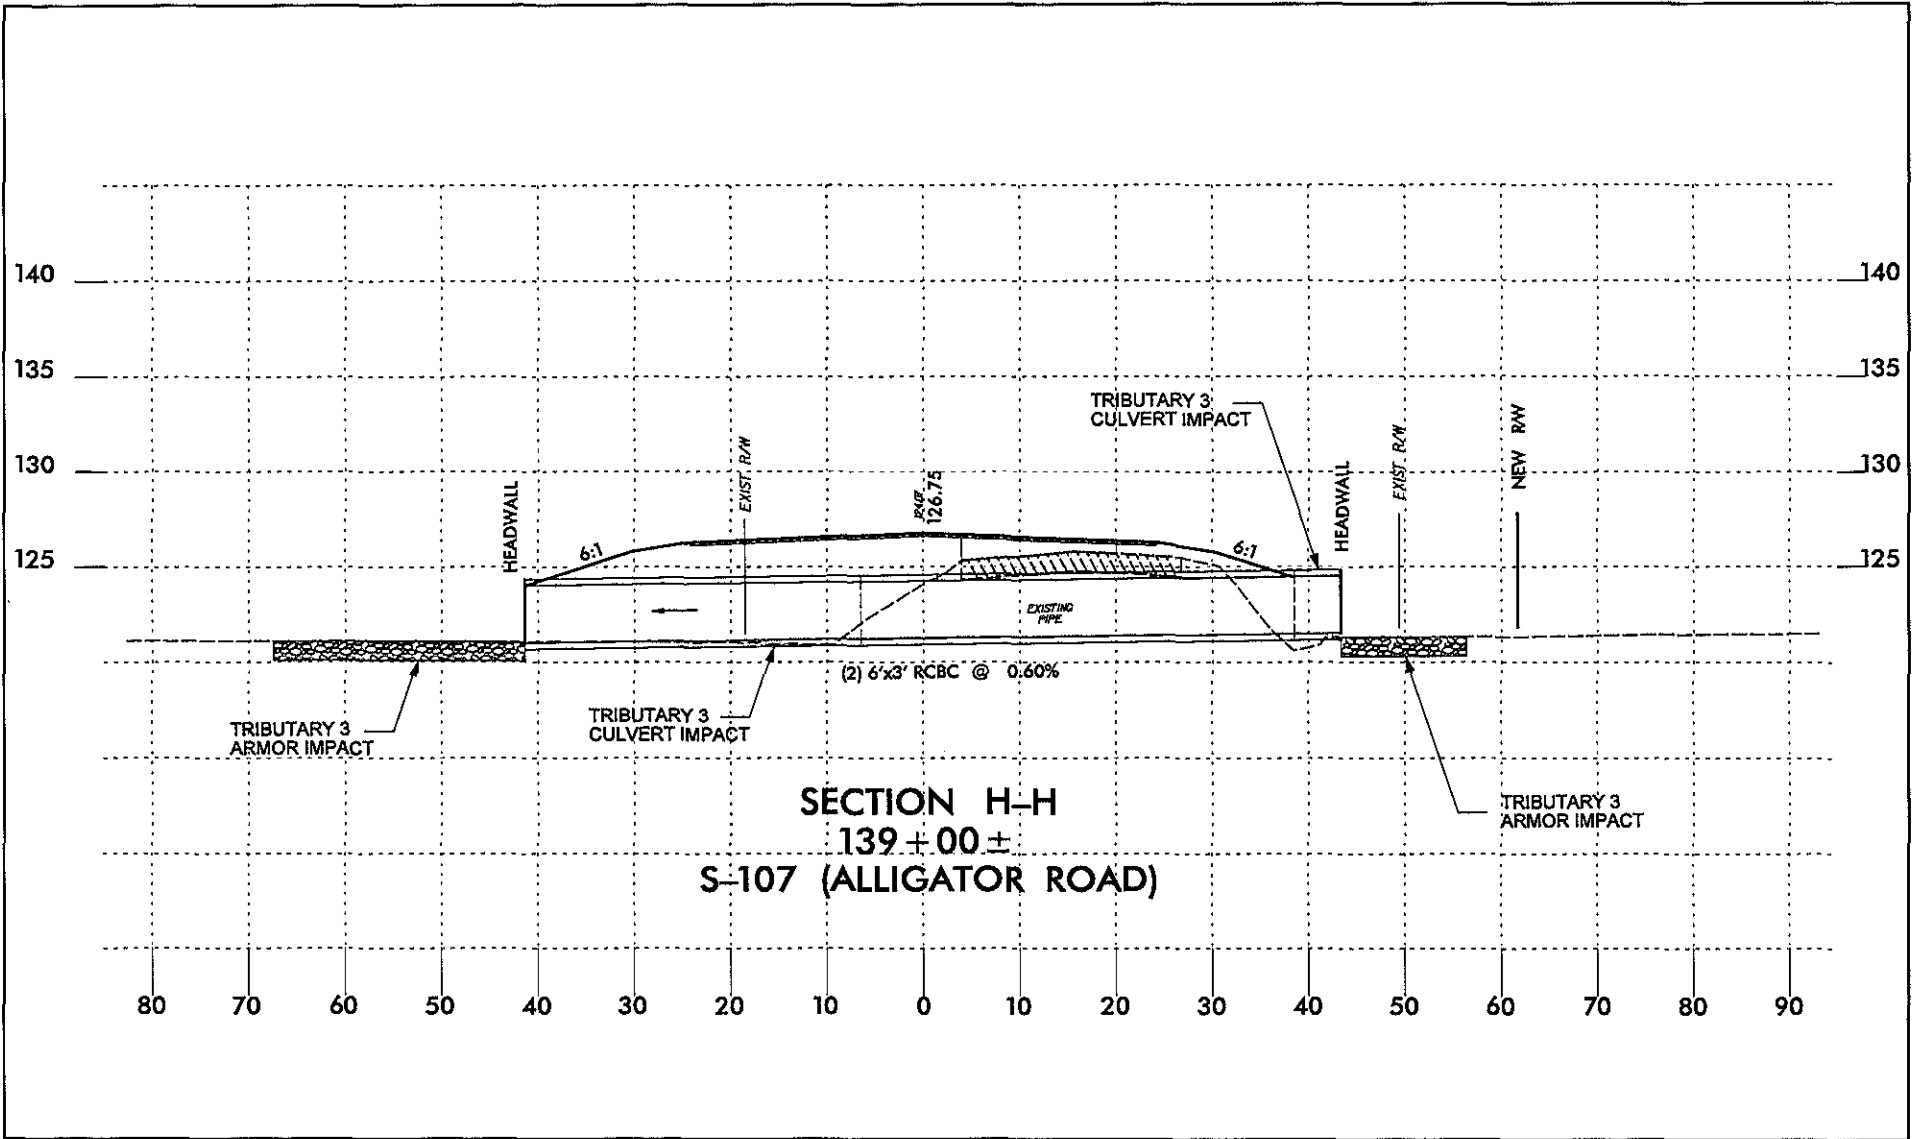 140
140
135
135
TRIBUTARY 3
CULVERT IMPACT
130
130
HEADWALL
EXIST R/W
126.75
HEADWALL
EXIST R/W
NEW R/W
125
125
6:1
6:1
EXISTING
PIPE
(2) 6'x3' RCBC @ 0.60%
TRIBUTARY 3
ARMOR IMPACT
TRIBUTARY 3
CULVERT IMPACT
TRIBUTARY 3
ARMOR IMPACT
SECTION H-H
139+00±
S-107 (ALLIGATOR ROAD)
80 70 60 50 40 30 20 10 0 10 20 30 40 50 60 70 80 90